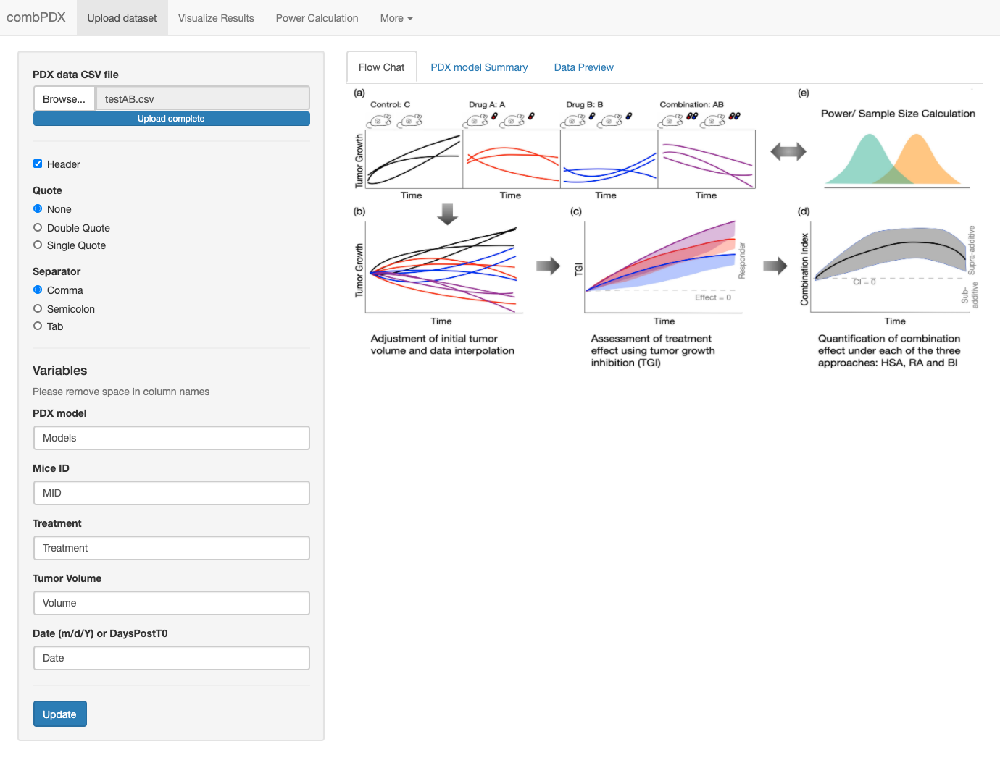 combPDX
Upload dataset
Visualize Results
Power Calculation
More
PDX data CSV file
Browse...
testAB.csv
Upload complete
Header
Quote
None
Double Quote
Single Quote
Separator
Comma
Semicolon
Tab
Variables
Please remove space in column names
PDX model
Models
Mice ID
MID
Treatment
Treatment
Tumor Volume
Volume
Date (m/d/Y) or DaysPostT0
Date
Update
Flow Chat
PDX model Summary
Data Preview
(a)
Control: C
Drug A: A
Drug B: B
Combination: AB
Tumor Growth
Time
Time
Time
Time
(e)
Power/ Sample Size Calculation
(b)
Tumor Growth
Time
Adjustment of initial tumor
volume and data interpolation
(c)
TGI
Responder
Effect = 0
Time
Assessment of treatment
effect using tumor growth
inhibition (TGI)
(d)
Combination Index
Supra-additive
CI = 0
Sub-
additive
Time
Quantification of combination
effect under each of the three
approaches: HSA, RA and BI